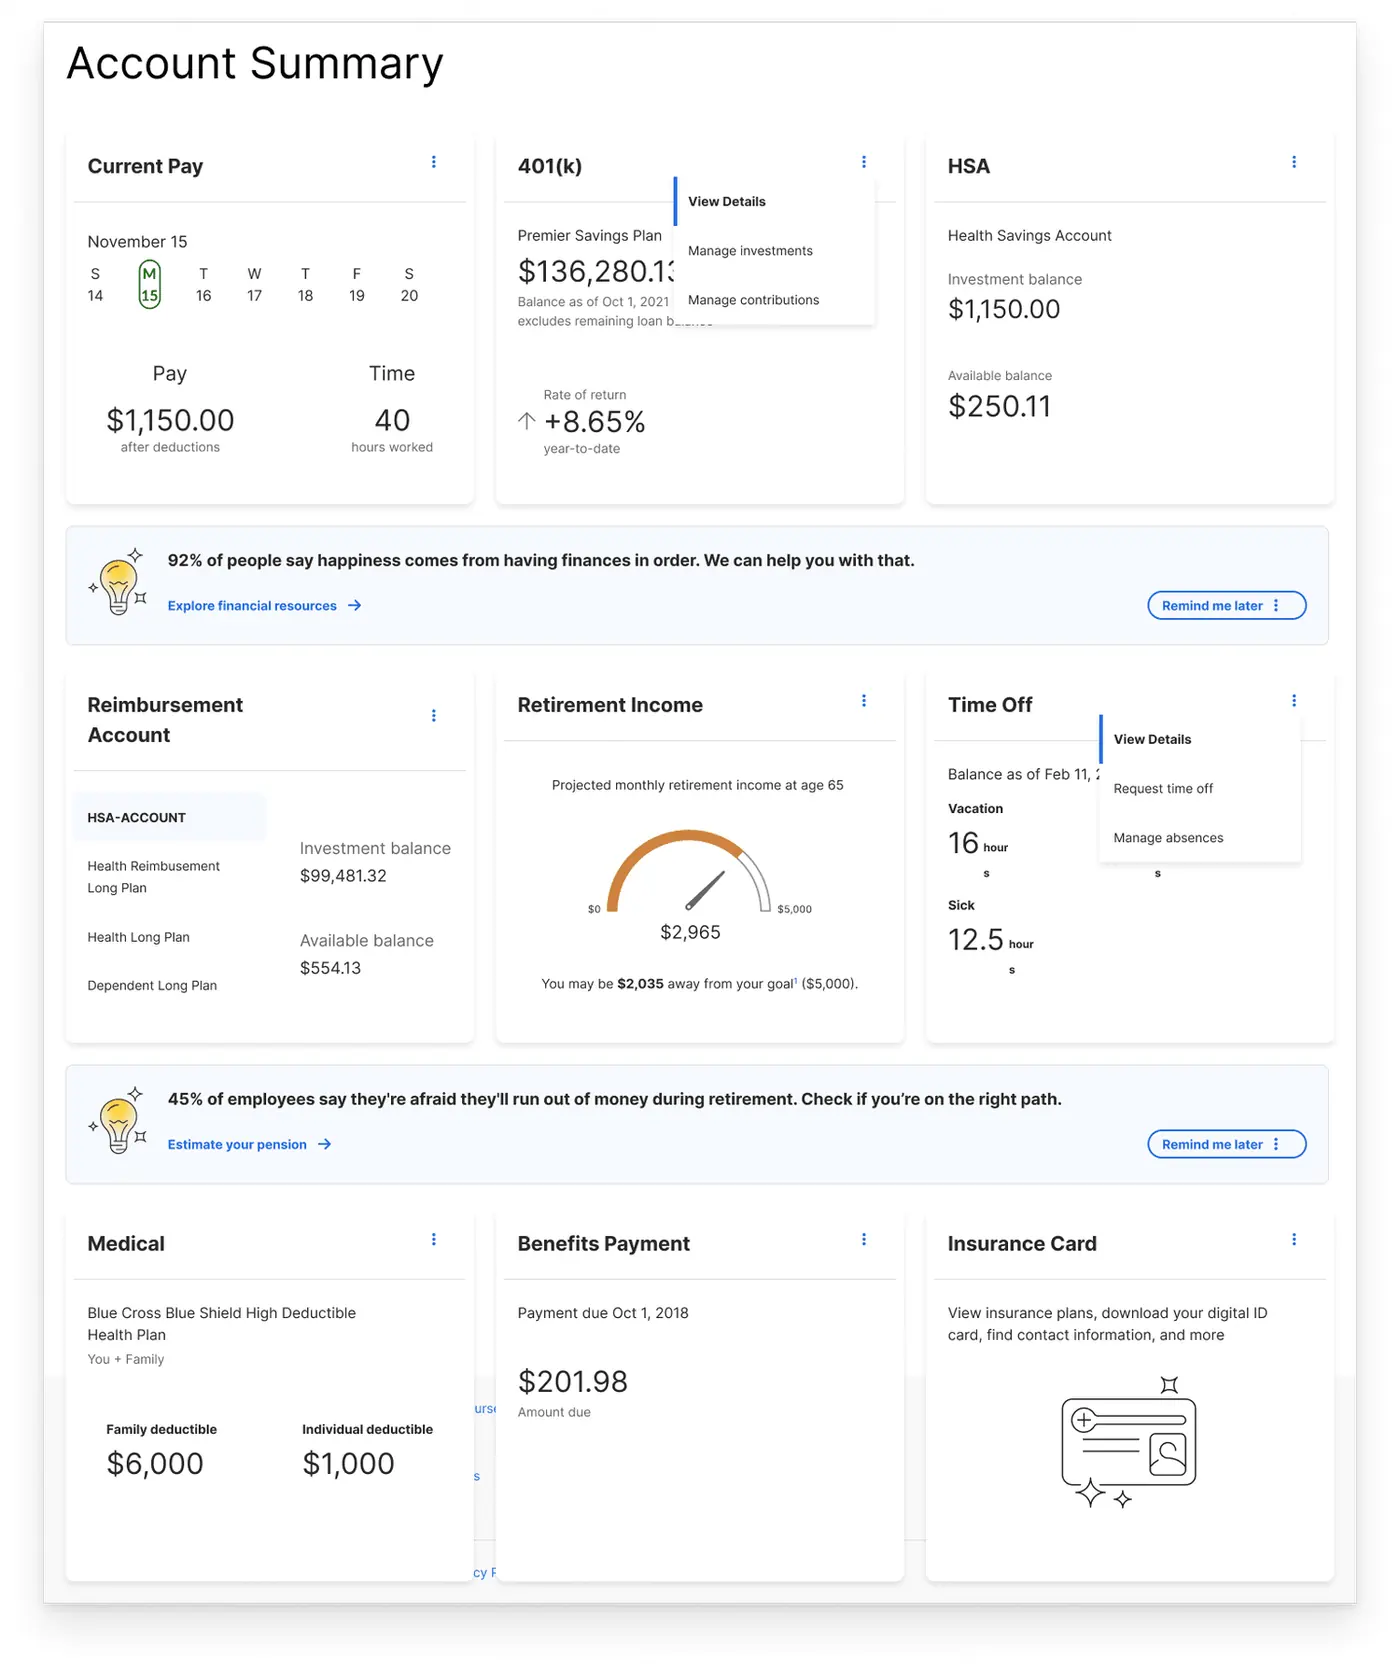 Account Summary
Current Pay
November 15
S M T W T F S
14 15 16 17 18 19 20
Pay
$1,150.00
after deductions
Time
40
hours worked
401(k)
View Details
Manage investments
Manage contributions
Premier Savings Plan
$136,280.13
Balance as of Oct 1, 2021
excludes remaining loan
Rate of return
+8.65%
year-to-date
HSA
Health Savings Account
Investment balance
$1,150.00
Available balance
$250.11
92% of people say happiness comes from having finances in order. We can help you with that.
Explore financial resources
Remind me later
Reimbursement
Account
HSA-ACCOUNT
Health Reimbusement
Long Plan
Health Long Plan
Dependent Long Plan
Investment balance
$99,481.32
Available balance
$554.13
Retirement Income
Projected monthly retirement income at age 65
$0
$5,000
$2,965
You may be $2,035 away from your goal¹ ($5,000).
Time Off
View Details
Request time off
Manage absences
Balance as of Feb 11, 2
Vacation
16 hour
s
s
Sick
12.5 hour
s
45% of employees say they're afraid they'll run out of money during retirement. Check if you’re on the right path.
Estimate your pension
Remind me later
Medical
Blue Cross Blue Shield High Deductible
Health Plan
You + Family
Family deductible
$6,000
Individual deductible
$1,000
Benefits Payment
Payment due Oct 1, 2018
$201.98
Amount due
Insurance Card
View insurance plans, download your digital ID
card, find contact information, and more